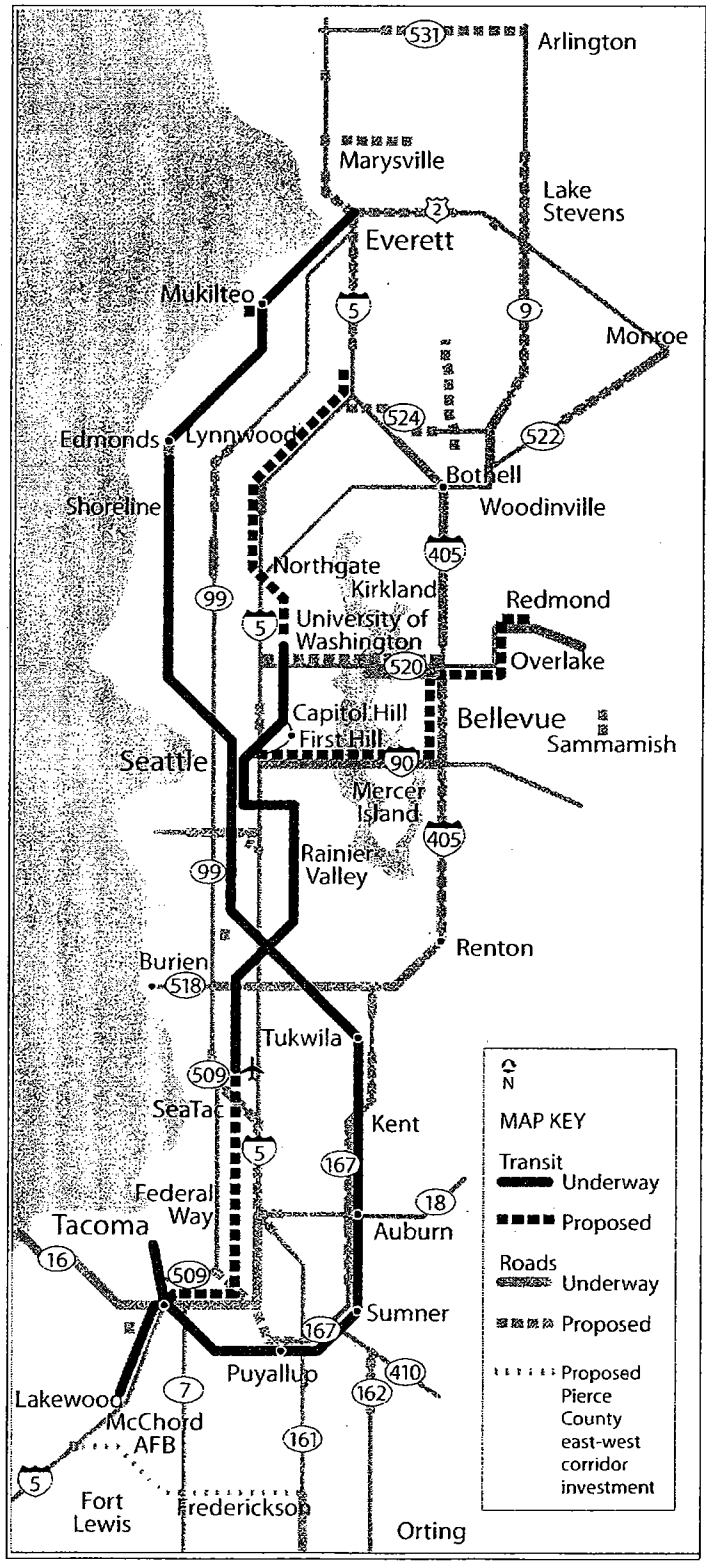 531
Arlington
Marysville
Lake
Stevens
2
Everett
Mukilteo
5
9
Monroe
524
522
Edmonds
Lynnwood
Bothell
Shoreline
Woodinville
405
Northgate
Kirkland
99
Redmond
5
University of
Washington
520
Overlake
Capitol Hill
First Hill
Bellevue
Sammamish
Seattle
90
Mercer
Island
405
Rainier
Valley
99
Renton
Burien
518
Tukwila
509
SeaTac
Kent
5
167
Federal
Way
18
Auburn
Tacoma
16
509
Sumner
167
Puyallup
410
7
162
Lakewood
McChord
AFB
161
5
Fort
Lewis
Frederickson
Orting
N
MAP KEY
Transit
Underway
Proposed
Roads
Underway
Proposed
Proposed
Pierce
County
east-west
corridor
investment